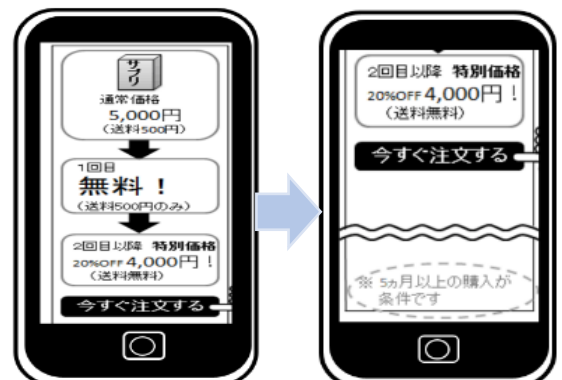 サプリ
通常価格
5,000円
（送料500円）
1回目
無料！
（送料500円のみ）
2回目以降 特別価格
20%OFF 4,000円！
（送料無料）
今すぐ注文する
2回目以降 特別価格
20%OFF 4,000円！
（送料無料）
今すぐ注文する
※ 5ヵ月以上の購入が
条件です